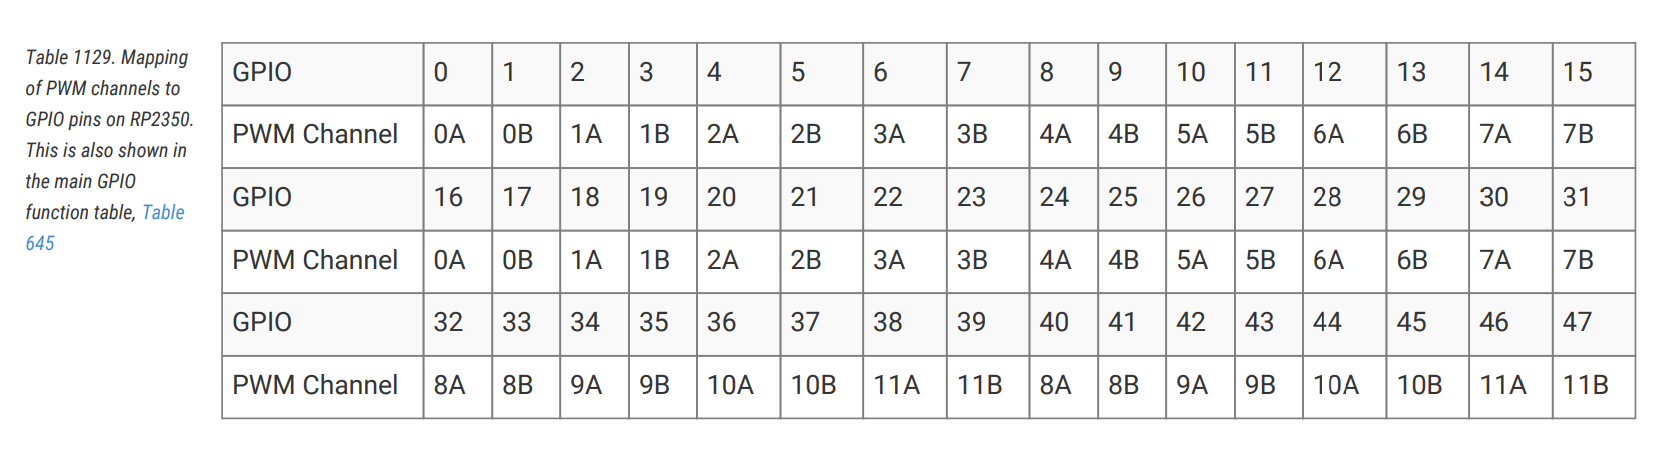 Table 1129. Mapping
of PWM channels to
GPIO pins on RP2350.
This is also shown in
the main GPIO
function table, Table
645
GPIO 0 1 2 3 4 5 6 7 8 9 10 11 12 13 14 15
PWM Channel 0A 0B 1A 1B 2A 2B 3A 3B 4A 4B 5A 5B 6A 6B 7A 7B
GPIO 16 17 18 19 20 21 22 23 24 25 26 27 28 29 30 31
PWM Channel 0A 0B 1A 1B 2A 2B 3A 3B 4A 4B 5A 5B 6A 6B 7A 7B
GPIO 32 33 34 35 36 37 38 39 40 41 42 43 44 45 46 47
PWM Channel 8A 8B 9A 9B 10A 10B 11A 11B 8A 8B 9A 9B 10A 10B 11A 11B